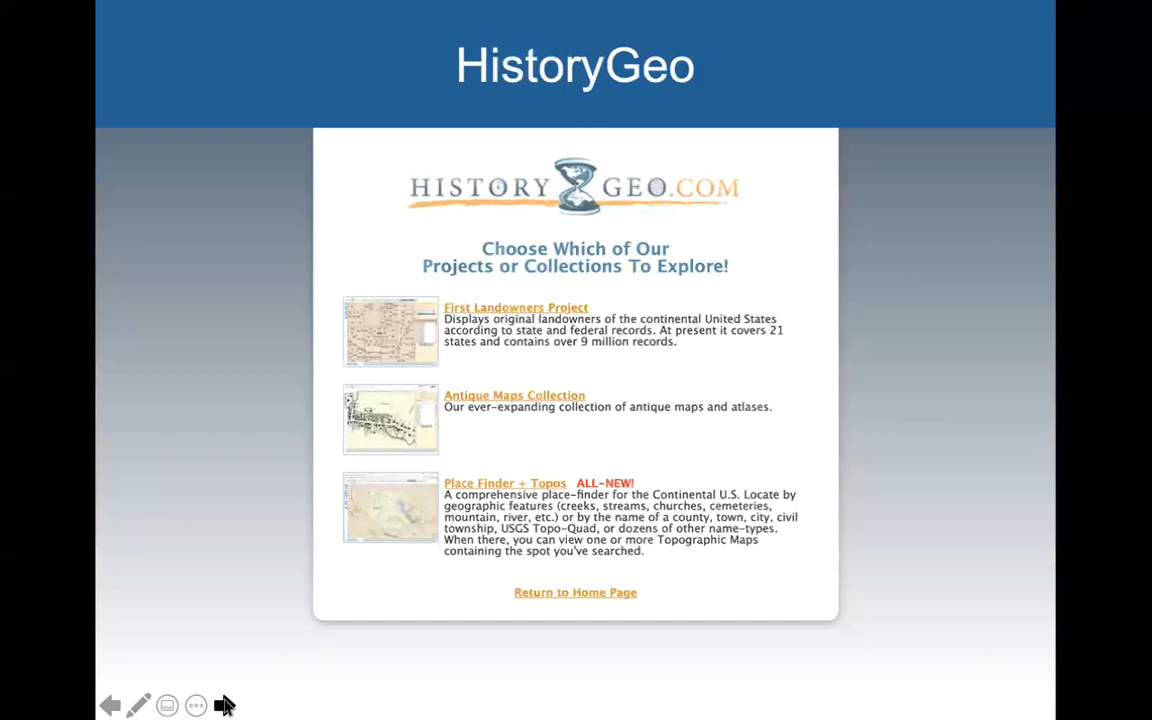 HistoryGeo
HISTORY GEO.COM
Choose Which of Our
Projects or Collections To Explore!
First Landowners Project
Displays original landowners of the continental United States
according to state and federal records. At present it covers 21
states and contains over 9 million records.
Antique Maps Collection
Our ever-expanding collection of antique maps and atlases.
Place Finder + Topos ALL-NEW!
A comprehensive place-finder for the Continental U.S. Locate by
geographic features (creeks, streams, churches, cemeteries,
mountain, river, etc.) or by the name of a county, town, city, civil
township, USGS Topo-Quad, or dozens of other name-types.
When there, you can view one or more Topographic Maps
containing the spot you've searched.
Return to Home Page